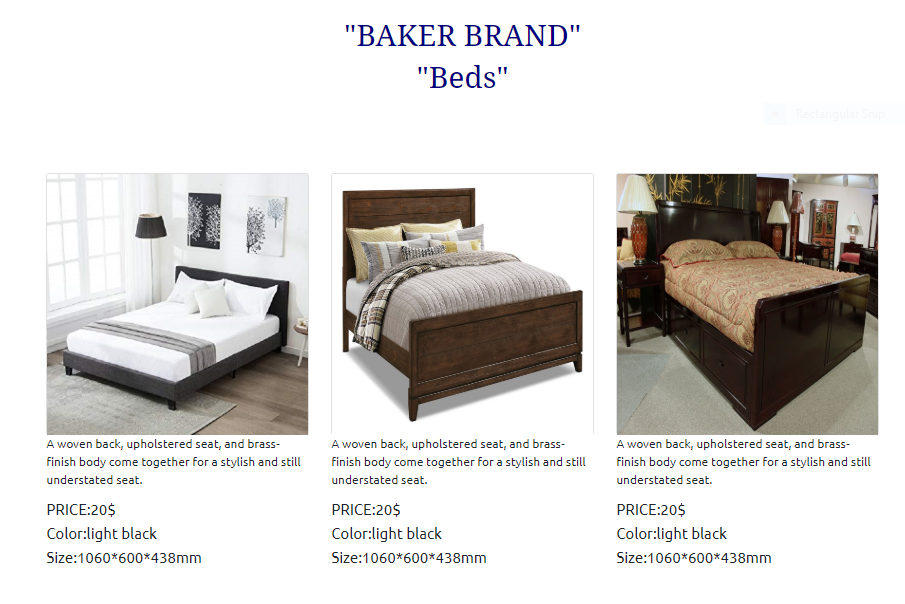 "BAKER BRAND"
"Beds"
Rectangular Snip
A woven back, upholstered seat, and brass-
finish body come together for a stylish and still
understated seat.
PRICE:20$
Color:light black
Size:1060*600*438mm
A woven back, upholstered seat, and brass-
finish body come together for a stylish and still
understated seat.
PRICE:20$
Color:light black
Size:1060*600*438mm
A woven back, upholstered seat, and brass-
finish body come together for a stylish and still
understated seat.
PRICE:20$
Color:light black
Size:1060*600*438mm